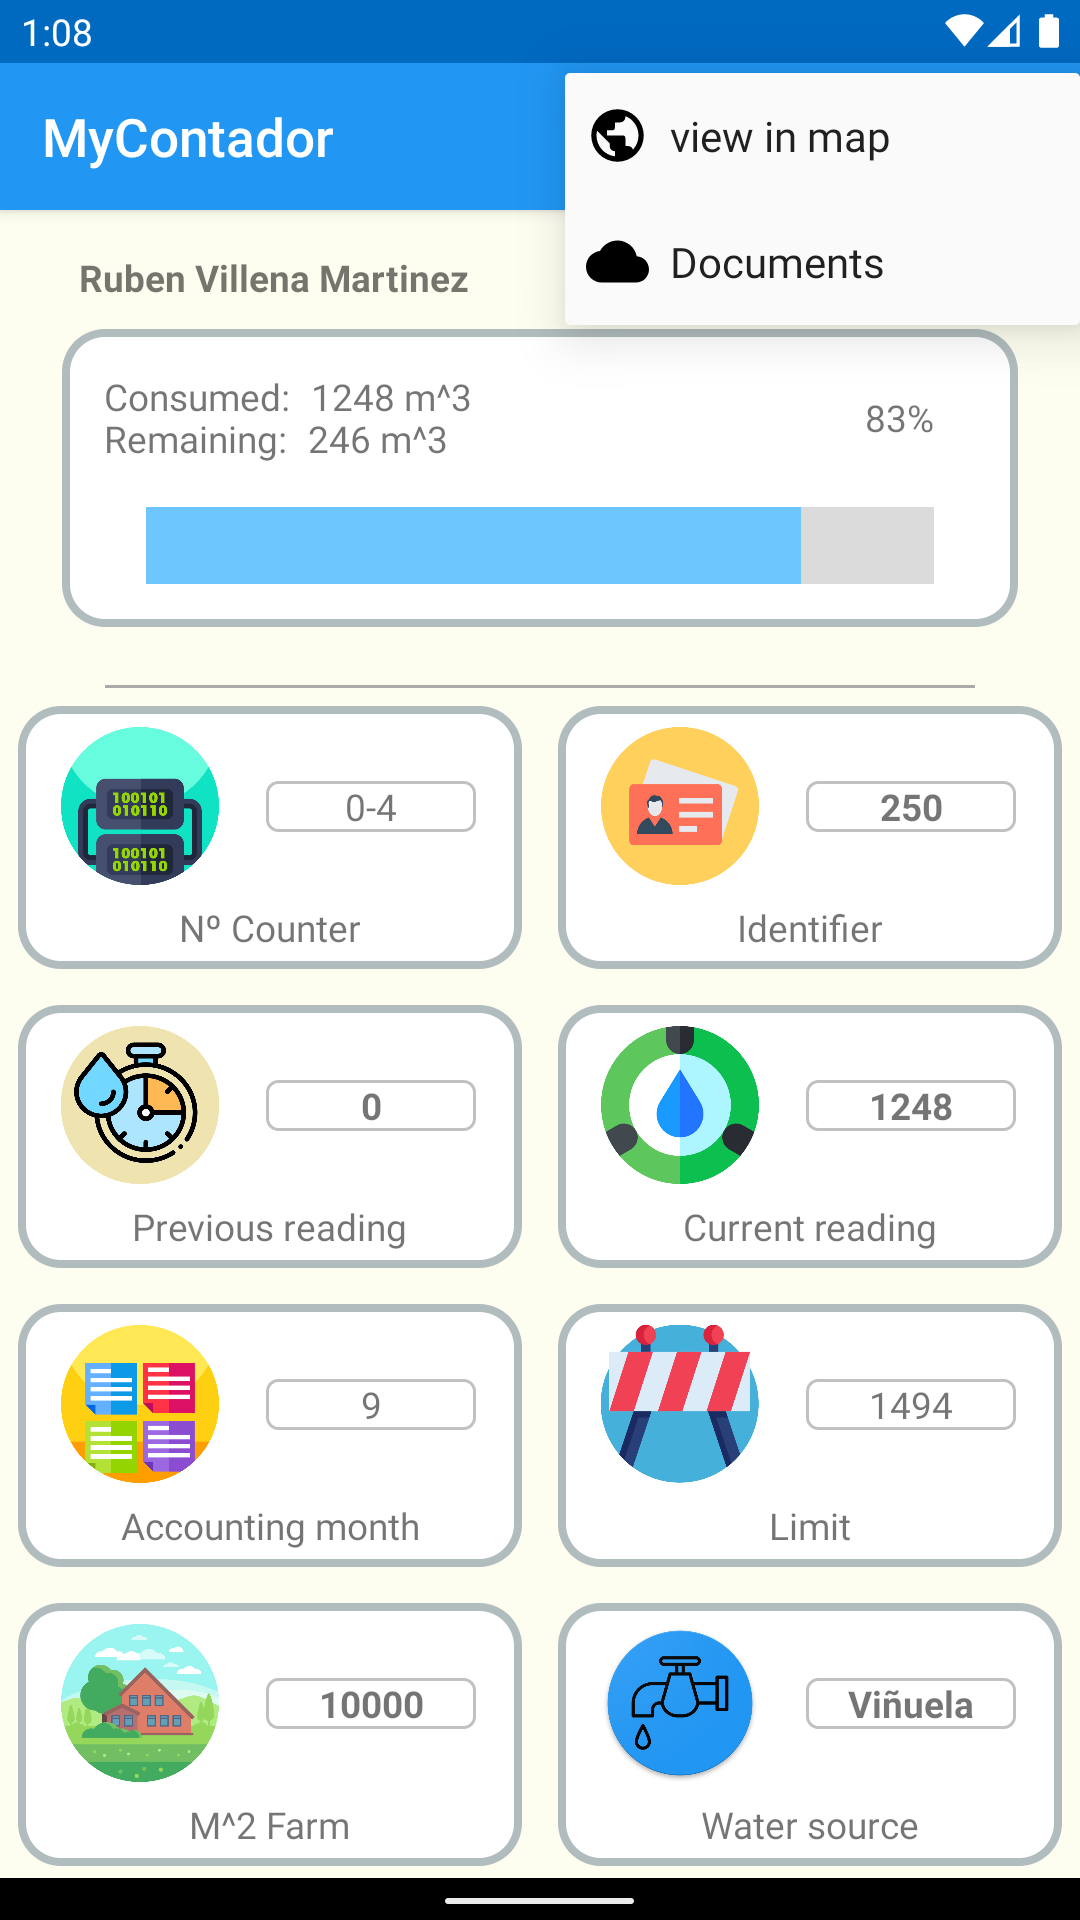 1:08
MyContador
view in map
Documents
Ruben Villena Martinez
Consumed: 1248 m^3
Remaining: 246 m^3
83%
100101
010110
100101
010110
0-4
Nº Counter
250
Identifier
0
Previous reading
1248
Current reading
9
Accounting month
1494
Limit
10000
M^2 Farm
Viñuela
Water source